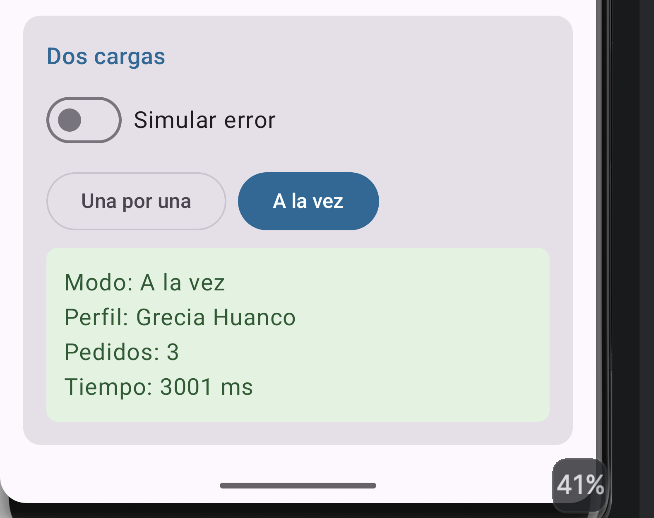 Dos cargas
Simular error
Una por una
A la vez
Modo: A la vez
Perfil: Grecia Huanco
Pedidos: 3
Tiempo: 3001 ms
41%